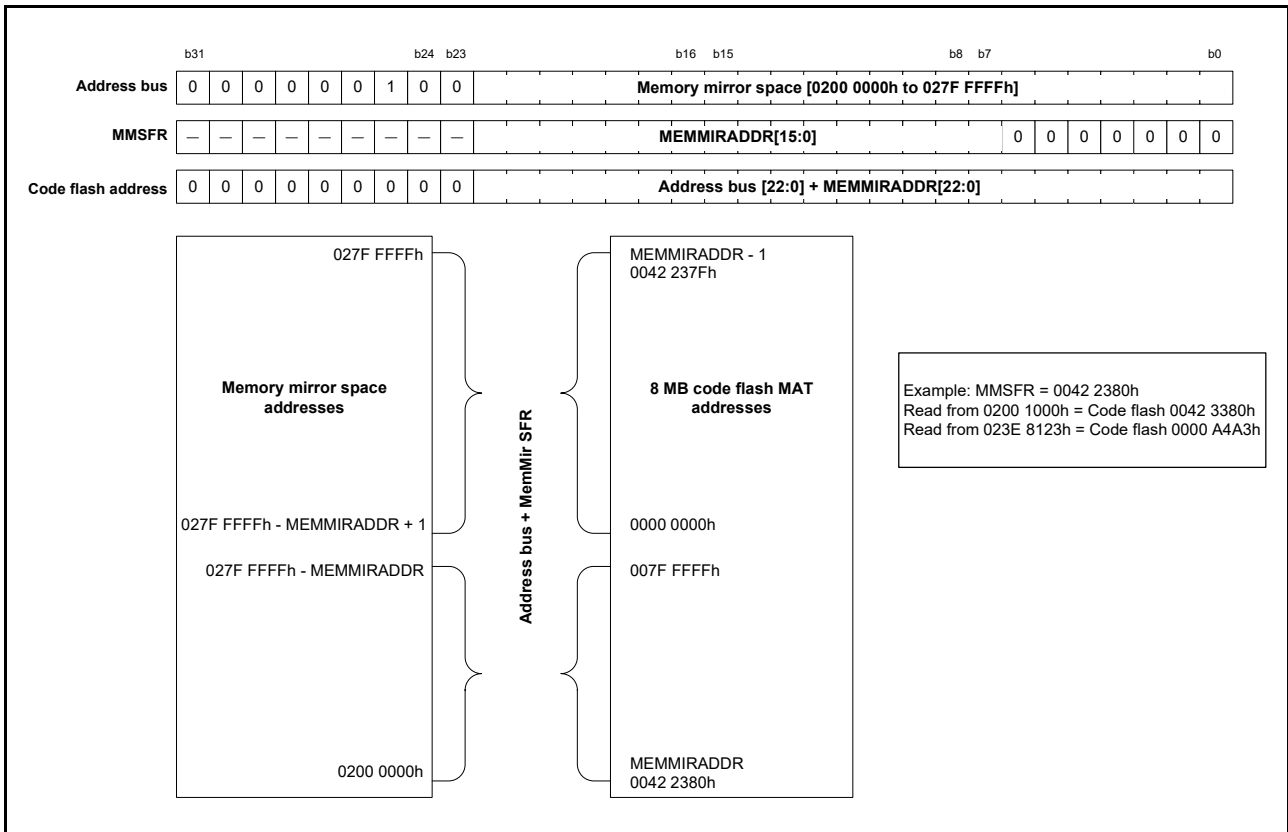 b31 b24 b23 b16 b15 b8 b7 b0
Address bus 0 0 0 0 0 0 1 0 0 Memory mirror space [0200 0000h to 027F FFFFh]
MMSFR — — — — — — — — — MEMMIRADDR[15:0] 0 0 0 0 0 0 0
Code flash address 0 0 0 0 0 0 0 0 0 Address bus [22:0] + MEMMIRADDR[22:0]
027F FFFFh
Memory mirror space
addresses
027F FFFFh - MEMMIRADDR + 1
027F FFFFh - MEMMIRADDR
0200 0000h
Address bus + MemMir SFR
MEMMIRADDR - 1
0042 237Fh
8 MB code flash MAT
addresses
0000 0000h
007F FFFFh
MEMMIRADDR
0042 2380h
Example: MMSFR = 0042 2380h
Read from 0200 1000h = Code flash 0042 3380h
Read from 023E 8123h = Code flash 0000 A4A3h